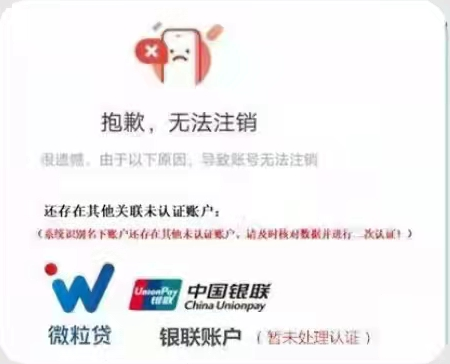 抱歉，无法注销
很遗憾，由于以下原因，导致账号无法注销
还存在其他关联未认证账户：
（系统识别名下账户还存在其他未认证账户，请及时核对数据并进行二次认证！）
UnionPay
银联
中国银联
China Unionpay
微粒贷
银联账户（暂未处理认证）